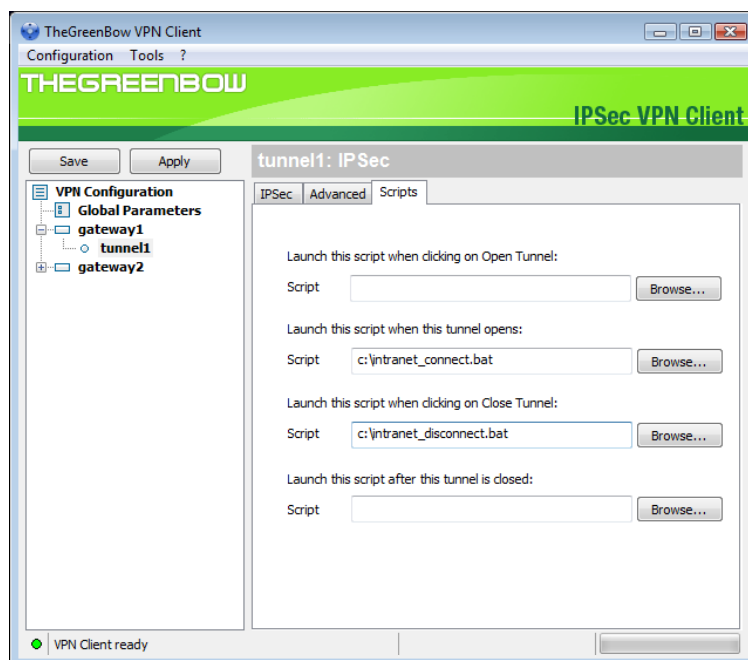 TheGreenBow VPN Client
Configuration Tools ?
THEGREENBOW
IPSec VPN Client
Save Apply
tunnel1: IPSec
VPN Configuration
Global Parameters
gateway1
tunnel1
gateway2
IPSec Advanced Scripts
Launch this script when clicking on Open Tunnel:
Script Browse...
Launch this script when this tunnel opens:
Script c:\intranet_connect.bat Browse...
Launch this script when clicking on Close Tunnel:
Script c:\intranet_disconnect.bat Browse...
Launch this script after this tunnel is closed:
Script Browse...
VPN Client ready